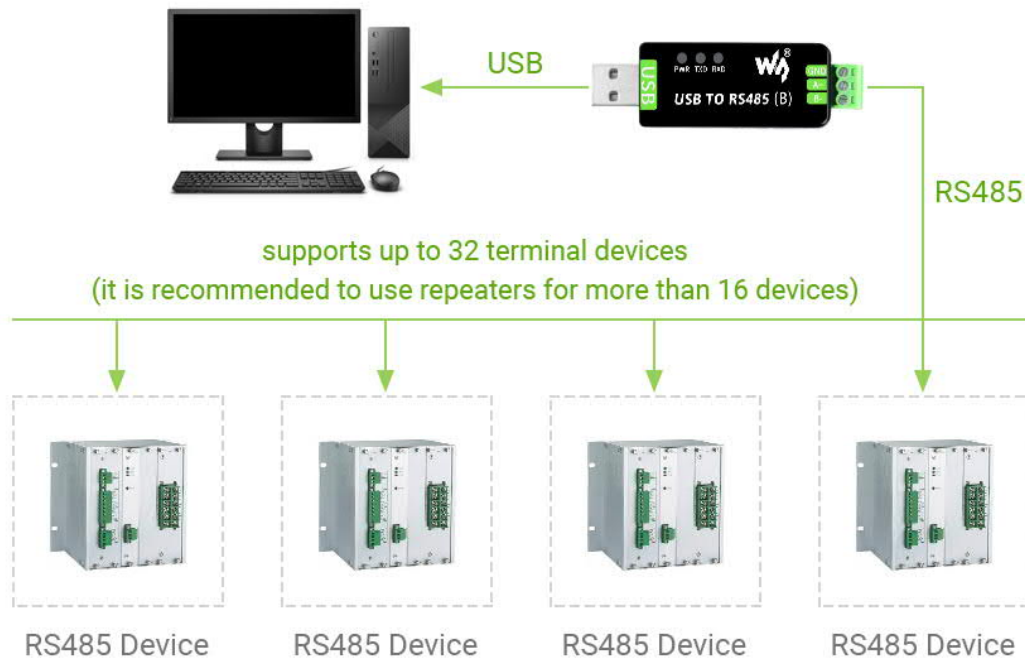 USB
USB
PWR TXD RXD
USB TO RS485 (B)
GND
A+
B-
RS485
supports up to 32 terminal devices
(it is recommended to use repeaters for more than 16 devices)
RS485 Device
RS485 Device
RS485 Device
RS485 Device